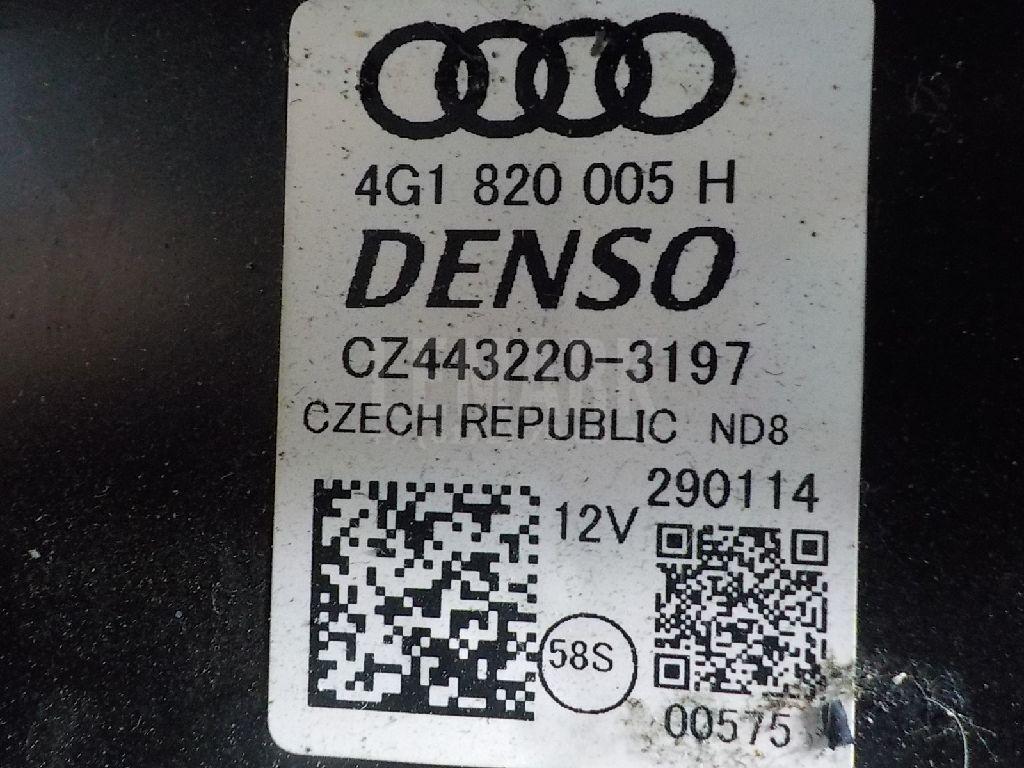 4G1 820 005 H
DENSO
CZ443220-3197
CZECH REPUBLIC ND8
290114
12V
58S
00575